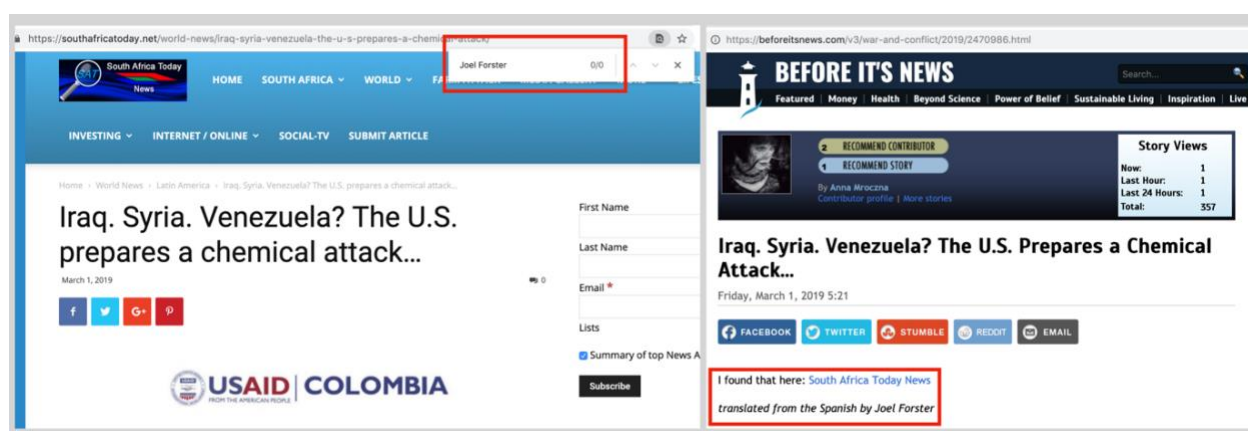 https://southafricatoday.net/world-news/iraq-syria-venezuela-the-u-s-prepares-a-chemical-attack/
Joel Forster 0/0
South Africa Today
SAT
News
HOME SOUTH AFRICA WORLD
INVESTING INTERNET / ONLINE SOCIAL-TV SUBMIT ARTICLE
Home › World News › Latin America › Iraq, Syria. Venezuela? The U.S. prepares a chemical attack...
Iraq. Syria. Venezuela? The U.S.
prepares a chemical attack...
March 1, 2019 0
f G+
USAID COLOMBIA
FROM THE AMERICAN PEOPLE
First Name
Last Name
Email *
Lists
Summary of top News A
Subscribe
https://beforeitsnews.com/v3/war-and-conflict/2019/2470986.html
BEFORE IT'S NEWS
Search...
Featured | Money | Health | Beyond Science | Power of Belief | Sustainable Living | Inspiration | Live
2 RECOMMEND CONTRIBUTOR
1 RECOMMEND STORY
By Anna Mroczna
Contributor profile | More stories
Story Views
Now: 1
Last Hour: 1
Last 24 Hours: 1
Total: 357
Iraq. Syria. Venezuela? The U.S. Prepares a Chemical
Attack...
Friday, March 1, 2019 5:21
FACEBOOK TWITTER STUMBLE REDDIT EMAIL
I found that here: South Africa Today News
translated from the Spanish by Joel Forster